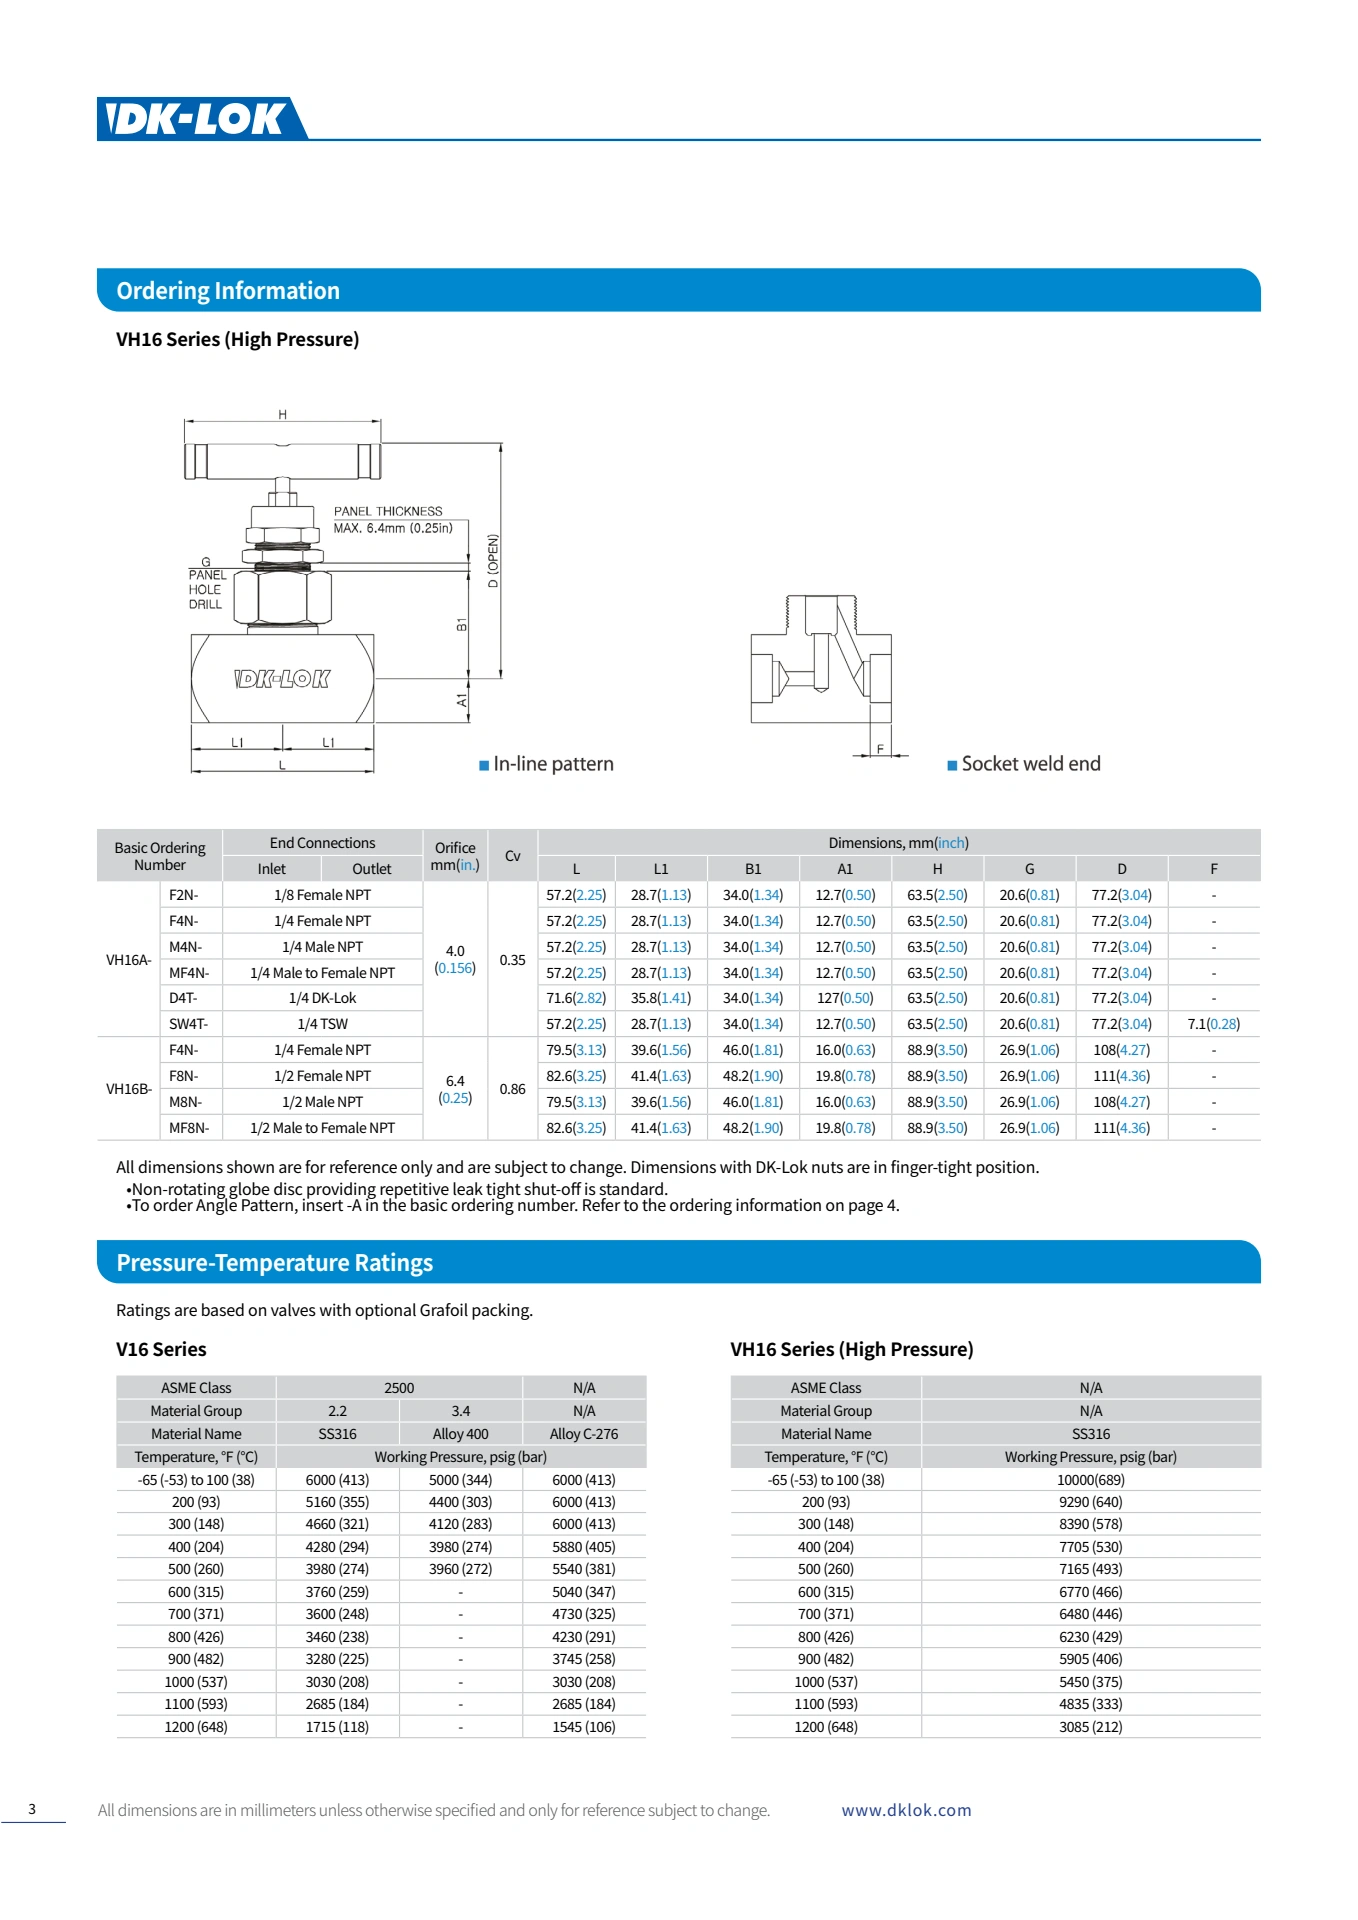 DK-LOK
Ordering Information
VH16 Series (High Pressure)
H
PANEL THICKNESS
MAX. 6.4mm (0.25in)
D (OPEN)
G
PANEL
HOLE
DRILL
B1
DK-LOK
A1
L1 L1
L
F
■ In-line pattern
■ Socket weld end
Basic Ordering Number End Connections Orifice mm(in.) Cv Dimensions, mm(inch)
Inlet Outlet L L1 B1 A1 H G D F
VH16A- 4.0 (0.156) 0.35
F2N- 1/8 Female NPT 57.2(2.25) 28.7(1.13) 34.0(1.34) 12.7(0.50) 63.5(2.50) 20.6(0.81) 77.2(3.04) -
F4N- 1/4 Female NPT 57.2(2.25) 28.7(1.13) 34.0(1.34) 12.7(0.50) 63.5(2.50) 20.6(0.81) 77.2(3.04) -
M4N- 1/4 Male NPT 57.2(2.25) 28.7(1.13) 34.0(1.34) 12.7(0.50) 63.5(2.50) 20.6(0.81) 77.2(3.04) -
MF4N- 1/4 Male to Female NPT 57.2(2.25) 28.7(1.13) 34.0(1.34) 12.7(0.50) 63.5(2.50) 20.6(0.81) 77.2(3.04) -
D4T- 1/4 DK-Lok 71.6(2.82) 35.8(1.41) 34.0(1.34) 127(0.50) 63.5(2.50) 20.6(0.81) 77.2(3.04) -
SW4T- 1/4 TSW 57.2(2.25) 28.7(1.13) 34.0(1.34) 12.7(0.50) 63.5(2.50) 20.6(0.81) 77.2(3.04) 7.1(0.28)
VH16B- 6.4 (0.25) 0.86
F4N- 1/4 Female NPT 79.5(3.13) 39.6(1.56) 46.0(1.81) 16.0(0.63) 88.9(3.50) 26.9(1.06) 108(4.27) -
F8N- 1/2 Female NPT 82.6(3.25) 41.4(1.63) 48.2(1.90) 19.8(0.78) 88.9(3.50) 26.9(1.06) 111(4.36) -
M8N- 1/2 Male NPT 79.5(3.13) 39.6(1.56) 46.0(1.81) 16.0(0.63) 88.9(3.50) 26.9(1.06) 108(4.27) -
MF8N- 1/2 Male to Female NPT 82.6(3.25) 41.4(1.63) 48.2(1.90) 19.8(0.78) 88.9(3.50) 26.9(1.06) 111(4.36) -
All dimensions shown are for reference only and are subject to change. Dimensions with DK-Lok nuts are in finger-tight position.
•Non-rotating globe disc providing repetitive leak tight shut-off is standard.
•To order Angle Pattern, insert -A in the basic ordering number. Refer to the ordering information on page 4.
Pressure-Temperature Ratings
Ratings are based on valves with optional Grafoil packing.
V16 Series
ASME Class 2500 N/A
Material Group 2.2 3.4 N/A
Material Name SS316 Alloy 400 Alloy C-276
Temperature, °F (°C) Working Pressure, psig (bar)
-65 (-53) to 100 (38) 6000 (413) 5000 (344) 6000 (413)
200 (93) 5160 (355) 4400 (303) 6000 (413)
300 (148) 4660 (321) 4120 (283) 6000 (413)
400 (204) 4280 (294) 3980 (274) 5880 (405)
500 (260) 3980 (274) 3960 (272) 5540 (381)
600 (315) 3760 (259) - 5040 (347)
700 (371) 3600 (248) - 4730 (325)
800 (426) 3460 (238) - 4230 (291)
900 (482) 3280 (225) - 3745 (258)
1000 (537) 3030 (208) - 3030 (208)
1100 (593) 2685 (184) - 2685 (184)
1200 (648) 1715 (118) - 1545 (106)
VH16 Series (High Pressure)
ASME Class N/A
Material Group N/A
Material Name SS316
Temperature, °F (°C) Working Pressure, psig (bar)
-65 (-53) to 100 (38) 10000(689)
200 (93) 9290 (640)
300 (148) 8390 (578)
400 (204) 7705 (530)
500 (260) 7165 (493)
600 (315) 6770 (466)
700 (371) 6480 (446)
800 (426) 6230 (429)
900 (482) 5905 (406)
1000 (537) 5450 (375)
1100 (593) 4835 (333)
1200 (648) 3085 (212)
3 All dimensions are in millimeters unless otherwise specified and only for reference subject to change. www.dklok.com